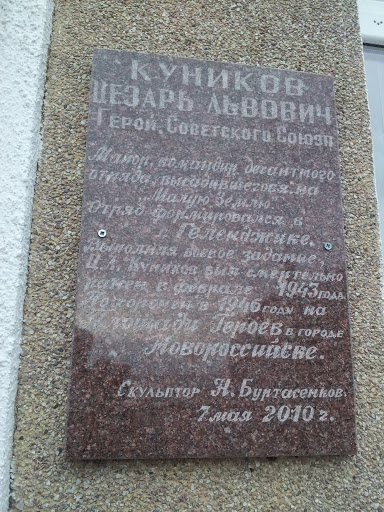 КУНИКОВ
ЦЕЗАРЬ ЛЬВОВИЧ
Герой Советского Союза
Майор, командир десантного
отряда, высадившегося на
„Малую Землю".
Отряд формировался в
г. Геленджике.
Выполняя боевое задание,
Ц.Л. Куников был смертельно
ранен в феврале 1943 года.
Похоронен в 1946 году на
площади Героев в городе
Новороссийске.
Скульптор Н. Буртасенков
7 мая 2010 г.